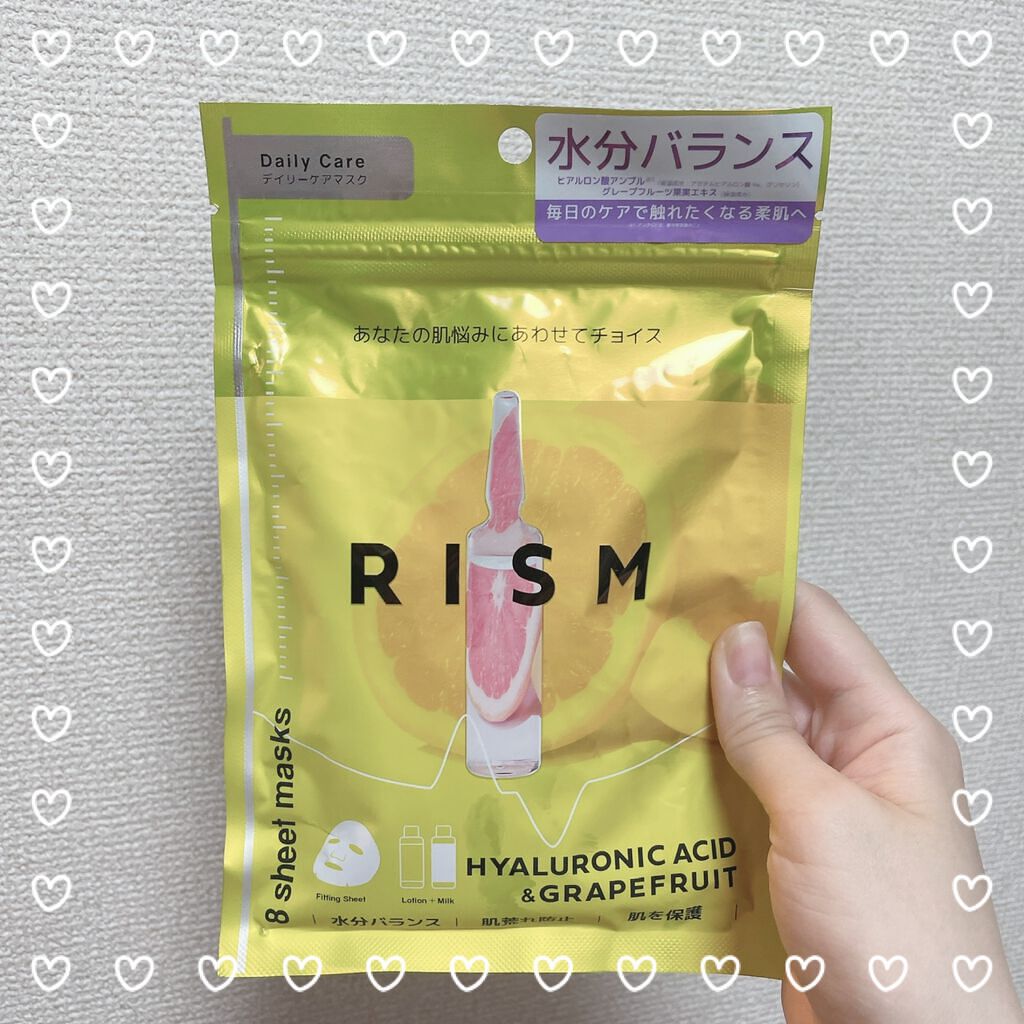 Daily Care
デイリーケアマスク
水分バランス
ヒアルロン酸アンプル
グレープフルーツ果実エキス
毎日のケアで触れたくなる柔肌へ
あなたの肌悩みにあわせてチョイス
RISM
8 sheet masks
Fitting Sheet
Lotion + Milk
HYALURONIC ACID
&GRAPEFRUIT
水分バランス | 肌荒れ防止 | 肌を保護